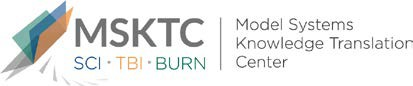 MSKTC
SCI · TBI · BURN
Model Systems
Knowledge Translation
Center